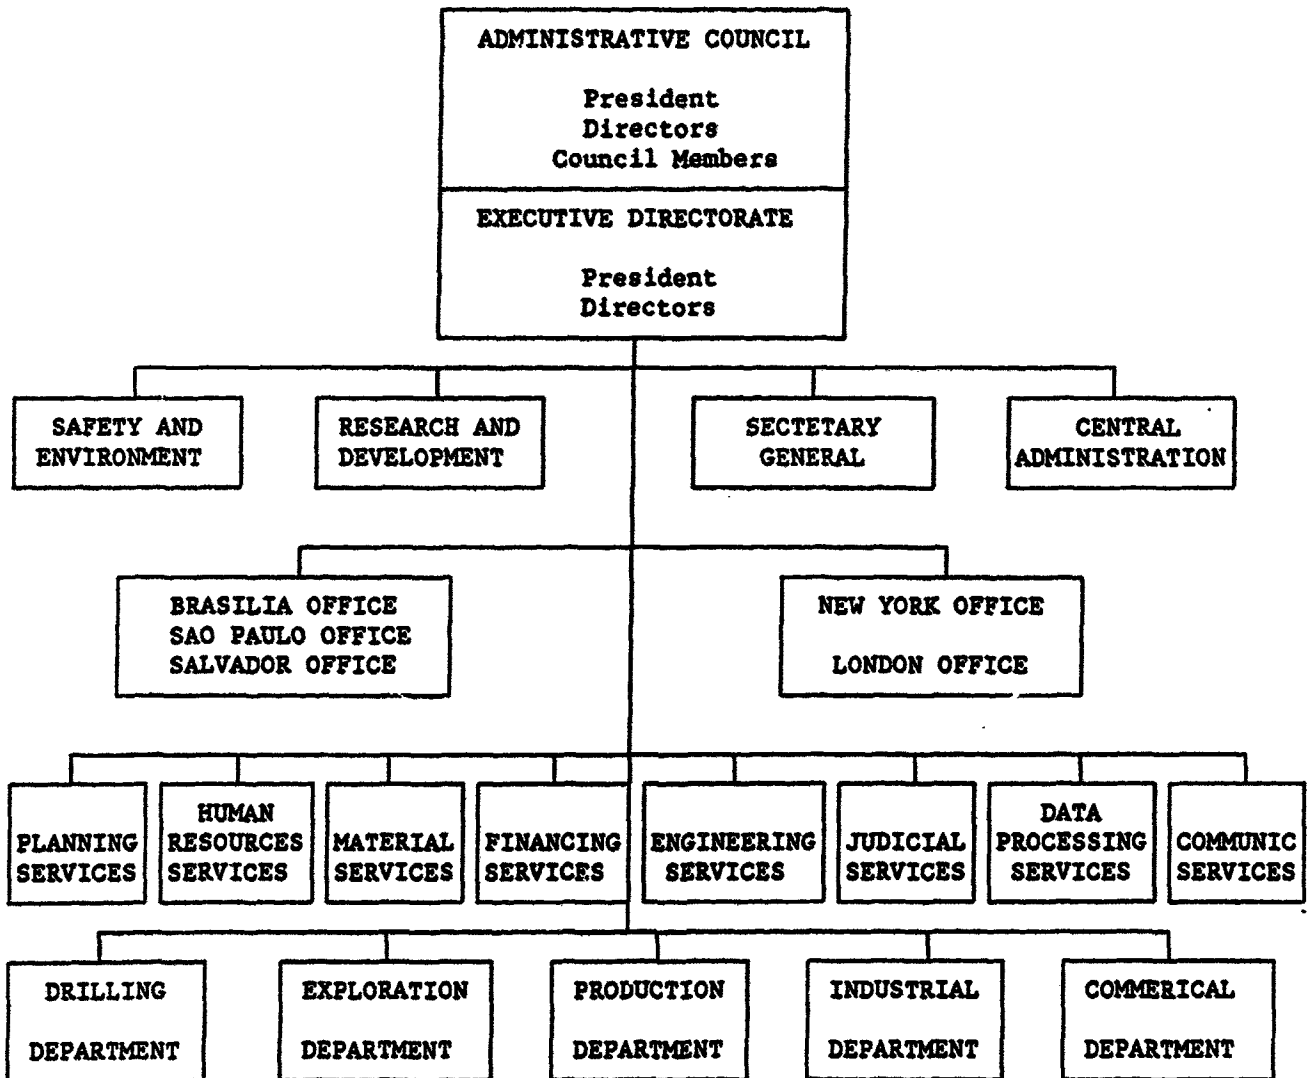 ADMINISTRATIVE COUNCIL
President
Directors
Council Members
EXECUTIVE DIRECTORATE
President
Directors
SAFETY AND
ENVIRONMENT
RESEARCH AND
DEVELOPMENT
SECTETARY
GENERAL
CENTRAL
ADMINISTRATION
BRASILIA OFFICE
SAO PAULO OFFICE
SALVADOR OFFICE
NEW YORK OFFICE
LONDON OFFICE
PLANNING
SERVICES
HUMAN
RESOURCES
SERVICES
MATERIAL
SERVICES
FINANCING
SERVICES
ENGINEERING
SERVICES
JUDICIAL
SERVICES
DATA
PROCESSING
SERVICES
COMMUNIC
SERVICES
DRILLING
DEPARTMENT
EXPLORATION
DEPARTMENT
PRODUCTION
DEPARTMENT
INDUSTRIAL
DEPARTMENT
COMMERICAL
DEPARTMENT